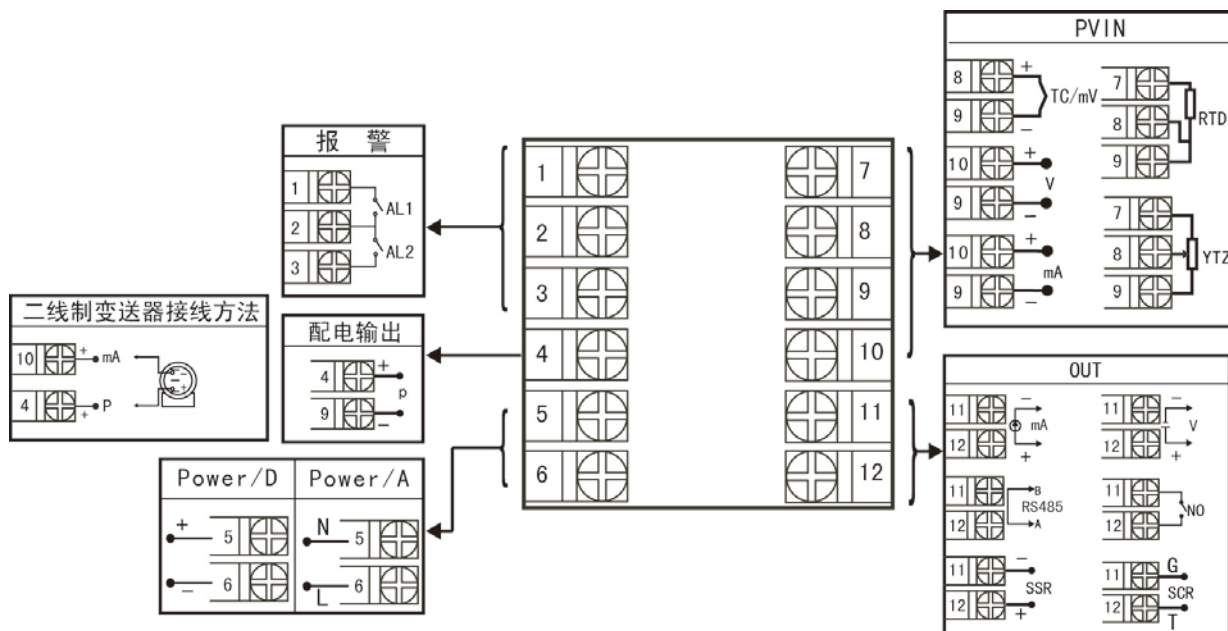 报 警
1
AL1
2
AL2
3
二线制变送器接线方法
10 + mA
4 + P
配电输出
4 +
p
9 -
Power/D Power/A
+ 5 N 5
- 6 L 6
1 7
2 8
3 9
4 10
5 11
6 12
PVIN
8 + 7
TC/mV RTD
9 - 8
10 + 9
V
9 - 7
10 + 8 YTZ
mA
9 - 9
OUT
11 - 11 -
mA V
12 + 12 +
11 B 11
RS485 NO
12 A 12
11 - 11 G
SSR SCR
12 + 12 T